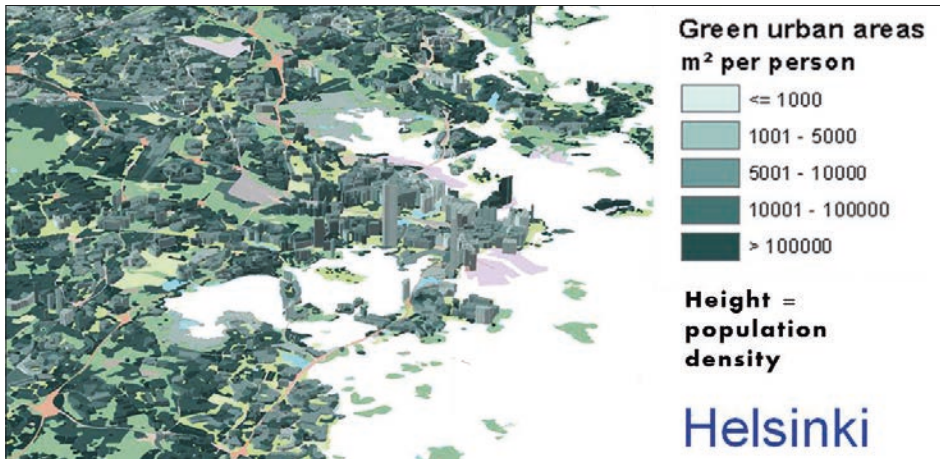 Green urban areas
m² per person
<= 1000
1001 - 5000
5001 - 10000
10001 - 100000
> 100000
Height =
population
density
Helsinki